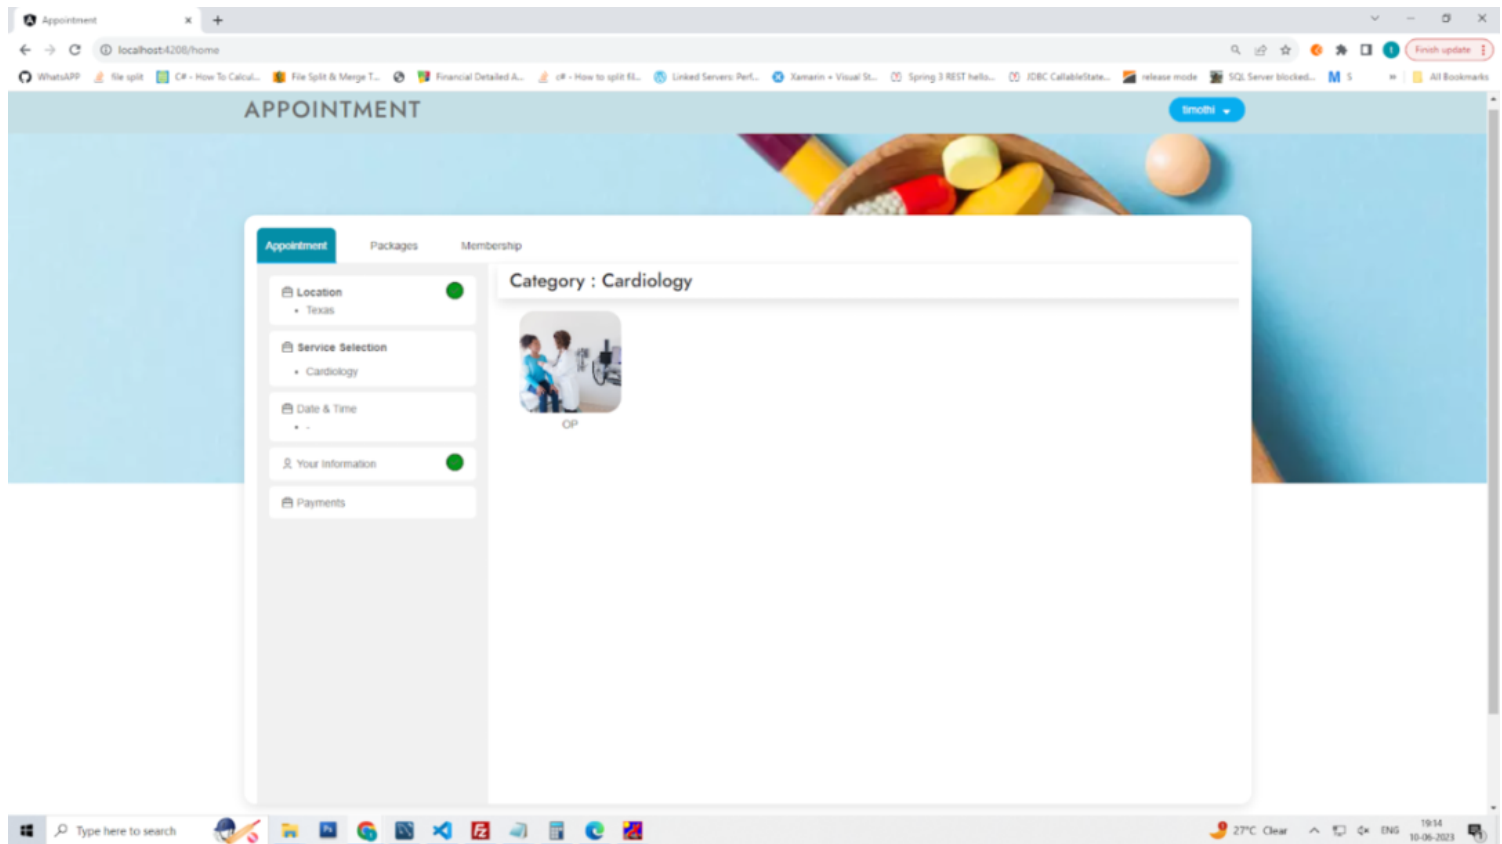 Appointment
localhost:4208/home
Finish update
WhatsAPP
file split
C# - How To Calcul...
File Split & Merge T...
Financial Detailed A...
c# - How to split fil...
Linked Servers: Perf...
Xamarin + Visual St...
Spring 3 REST hello...
JDBC CallableState...
release mode
SQL Server blocked...
M S
All Bookmarks
APPOINTMENT
timothi
Appointment
Packages
Membership
Location
• Texas
Service Selection
• Cardiology
Date & Time
• -
Your Information
Payments
Category : Cardiology
OP
Type here to search
27°C Clear
ENG
19:14
10-06-2023